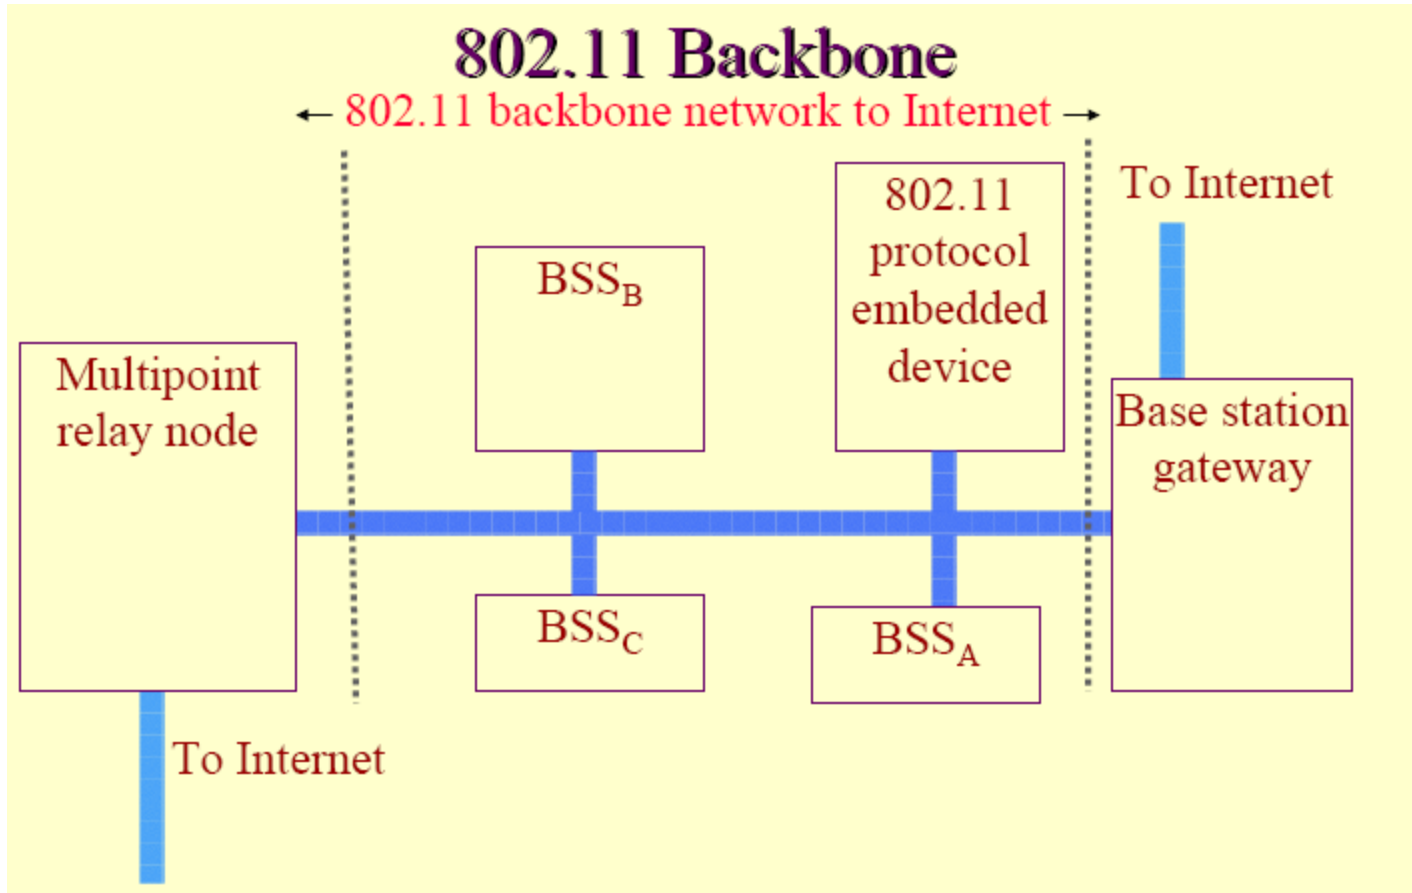 802.11 Backbone
802.11 backbone network to Internet
802.11
protocol
embedded
device
To Internet
BSSB
Multipoint
relay node
Base station
gateway
BSSC
BSSA
To Internet